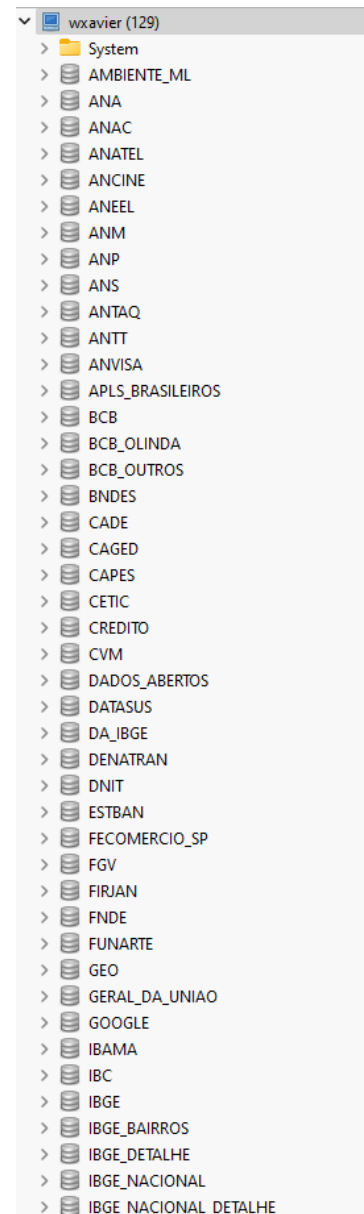 wxavier (129)
System
AMBIENTE_ML
ANA
ANAC
ANATEL
ANCINE
ANEEL
ANM
ANP
ANS
ANTAQ
ANTT
ANVISA
APLS_BRASILEIROS
BCB
BCB_OLINDA
BCB_OUTROS
BNDES
CADE
CAGED
CAPES
CETIC
CREDITO
CVM
DADOS_ABERTOS
DATASUS
DA_IBGE
DENATRAN
DNIT
ESTBAN
FECOMERCIO_SP
FGV
FIRJAN
FNDE
FUNARTE
GEO
GERAL_DA_UNIAO
GOOGLE
IBAMA
IBC
IBGE
IBGE_BAIRROS
IBGE_DETALHE
IBGE_NACIONAL
IBGE_NACIONAL_DETALHE